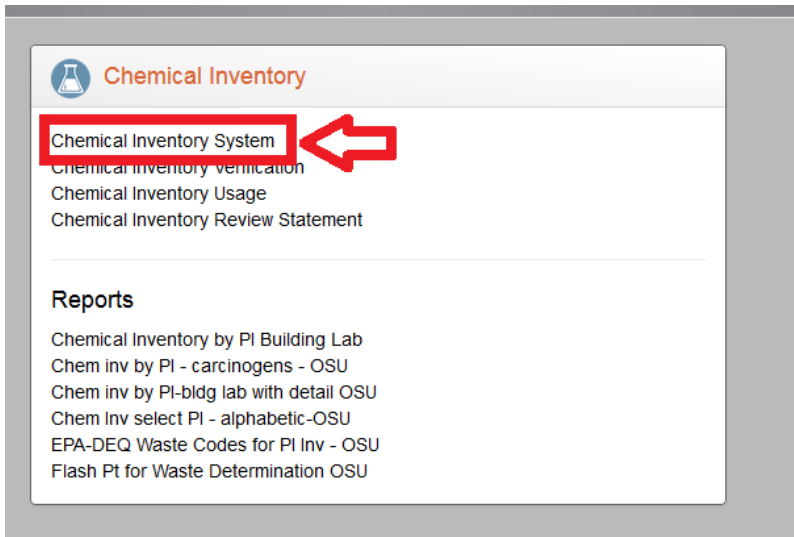 Chemical Inventory
Chemical Inventory System
Chemical Inventory Verification
Chemical Inventory Usage
Chemical Inventory Review Statement
Reports
Chemical Inventory by PI Building Lab
Chem inv by PI - carcinogens - OSU
Chem inv by PI-bldg lab with detail OSU
Chem Inv select PI - alphabetic-OSU
EPA-DEQ Waste Codes for PI Inv - OSU
Flash Pt for Waste Determination OSU